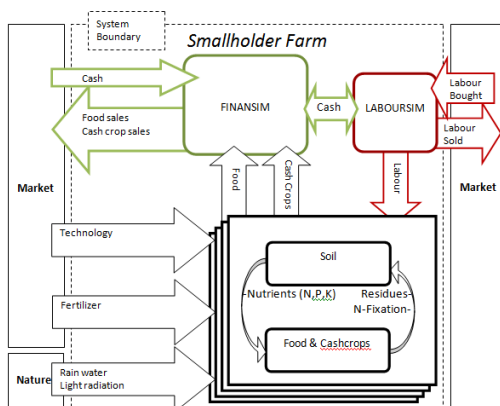 System
Boundary
Smallholder Farm
Cash
FINANSIM
Cash
LABOURSIM
Labour
Bought
Food sales
Cash crop sales
Labour
Sold
Market
Food
Cash Crops
Labour
Market
Technology
Soil
-Nutrients (N,P,K)
Residues-
N-Fixation-
Fertilizer
Food & Cashcrops
Nature
Rain water
Light radiation